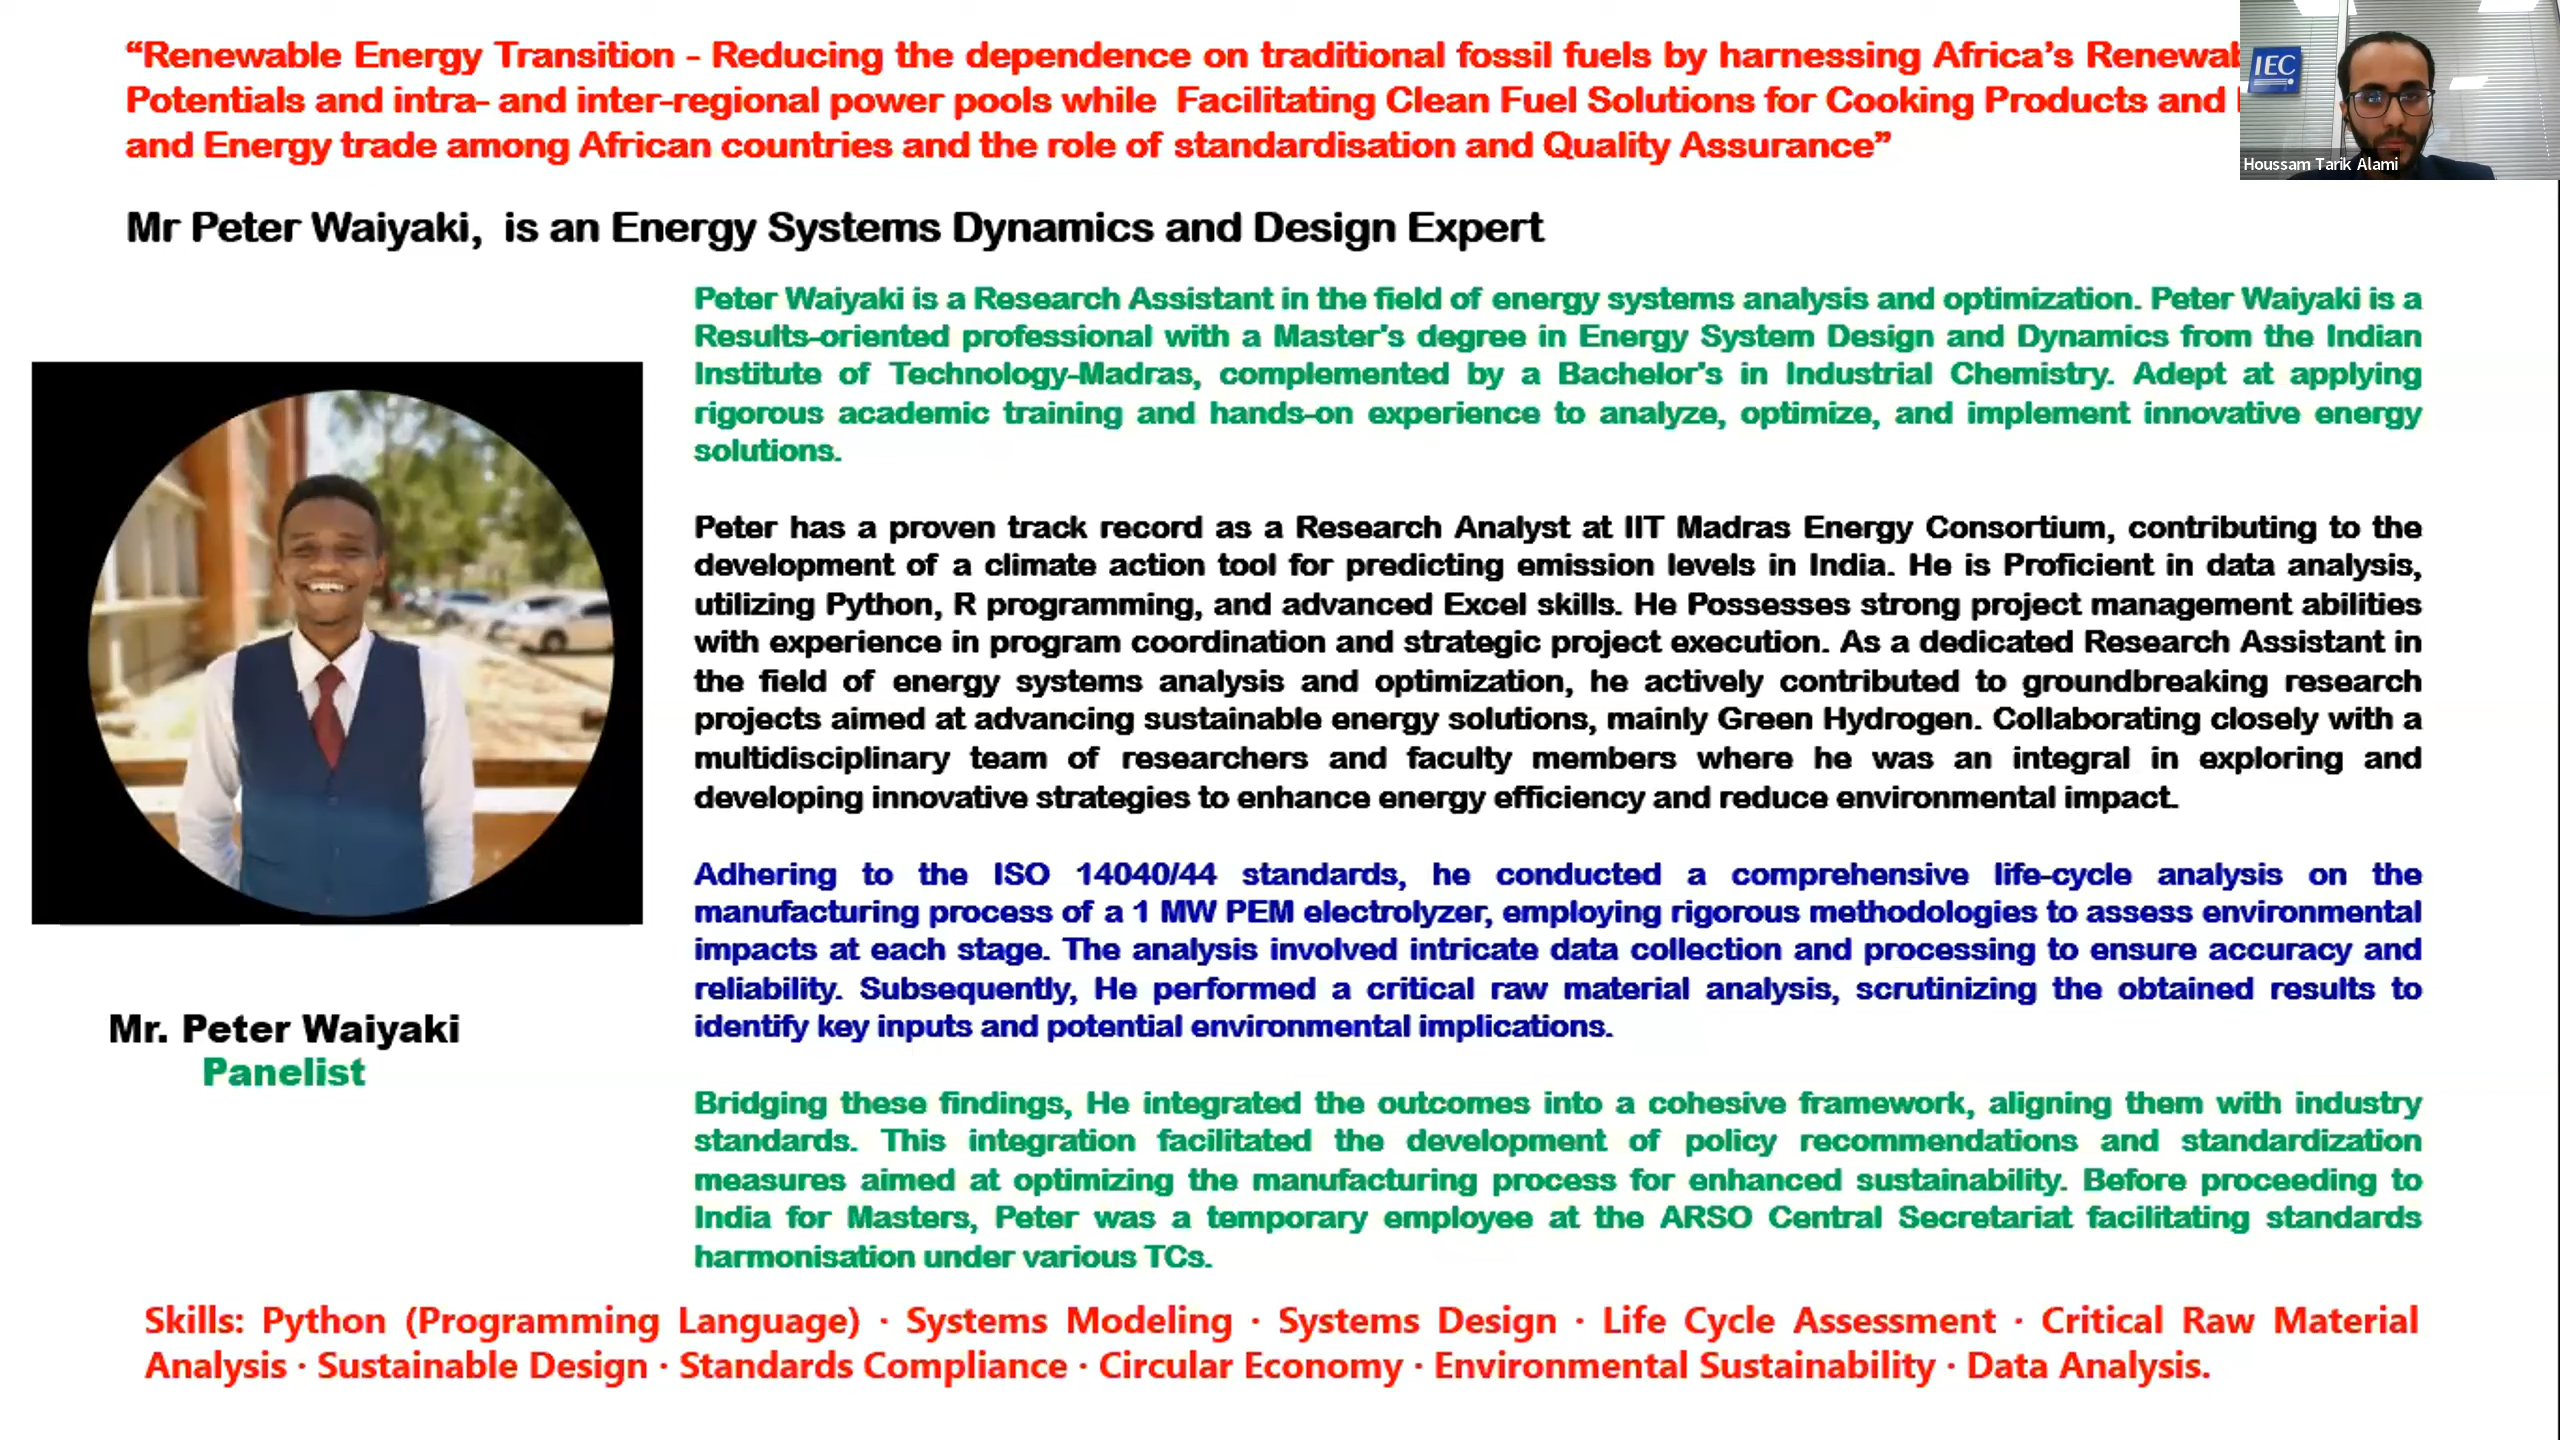 “Renewable Energy Transition - Reducing the dependence on traditional fossil fuels by harnessing Africa’s
Potentials and intra- and inter-regional power pools while Facilitating Clean Fuel Solutions for Cooking Products and
and Energy trade among African countries and the role of standardisation and Quality Assurance”
IEC
Houssam Tarik Alami
Mr Peter Waiyaki, is an Energy Systems Dynamics and Design Expert
Peter Waiyaki is a Research Assistant in the field of energy systems analysis and optimization. Peter Waiyaki is a
Results-oriented professional with a Master's degree in Energy System Design and Dynamics from the Indian
Institute of Technology-Madras, complemented by a Bachelor's in Industrial Chemistry. Adept at applying
rigorous academic training and hands-on experience to analyze, optimize, and implement innovative energy
solutions.
Peter has a proven track record as a Research Analyst at IIT Madras Energy Consortium, contributing to the
development of a climate action tool for predicting emission levels in India. He is Proficient in data analysis,
utilizing Python, R programming, and advanced Excel skills. He Possesses strong project management abilities
with experience in program coordination and strategic project execution. As a dedicated Research Assistant in
the field of energy systems analysis and optimization, he actively contributed to groundbreaking research
projects aimed at advancing sustainable energy solutions, mainly Green Hydrogen. Collaborating closely with a
multidisciplinary team of researchers and faculty members where he was an integral in exploring and
developing innovative strategies to enhance energy efficiency and reduce environmental impact.
Adhering to the ISO 14040/44 standards, he conducted a comprehensive life-cycle analysis on the
manufacturing process of a 1 MW PEM electrolyzer, employing rigorous methodologies to assess environmental
impacts at each stage. The analysis involved intricate data collection and processing to ensure accuracy and
reliability. Subsequently, He performed a critical raw material analysis, scrutinizing the obtained results to
identify key inputs and potential environmental implications.
Bridging these findings, He integrated the outcomes into a cohesive framework, aligning them with industry
standards. This integration facilitated the development of policy recommendations and standardization
measures aimed at optimizing the manufacturing process for enhanced sustainability. Before proceeding to
India for Masters, Peter was a temporary employee at the ARSO Central Secretariat facilitating standards
harmonisation under various TCs.
Mr. Peter Waiyaki
Panelist
Skills: Python (Programming Language) · Systems Modeling · Systems Design · Life Cycle Assessment · Critical Raw Material
Analysis · Sustainable Design · Standards Compliance · Circular Economy · Environmental Sustainability · Data Analysis.